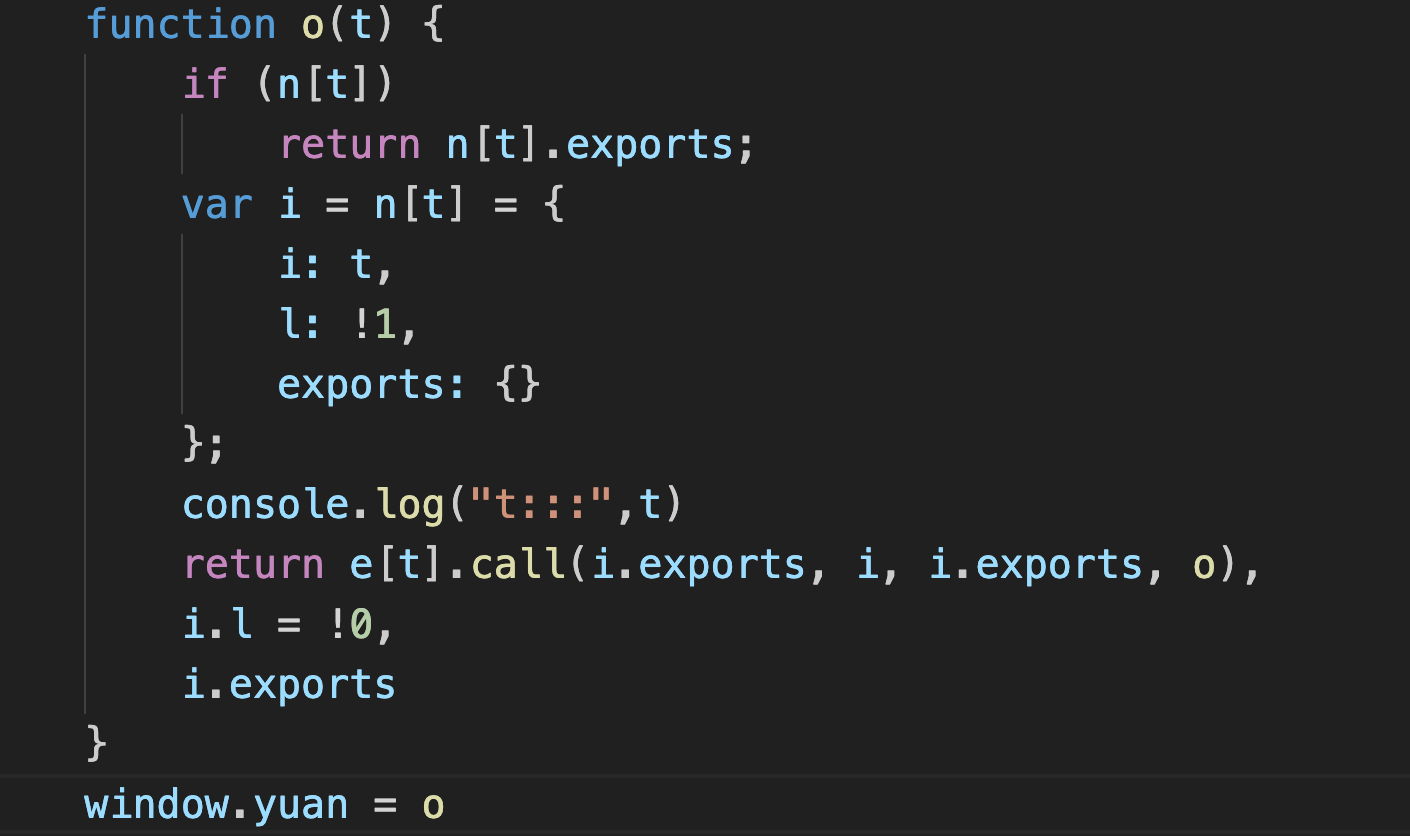 function o(t) {
    if (n[t])
        return n[t].exports;
    var i = n[t] = {
        i: t,
        l: !1,
        exports: {}
    };
    console.log("t:::",t)
    return e[t].call(i.exports, i, i.exports, o),
    i.l = !0,
    i.exports
}
window.yuan = o